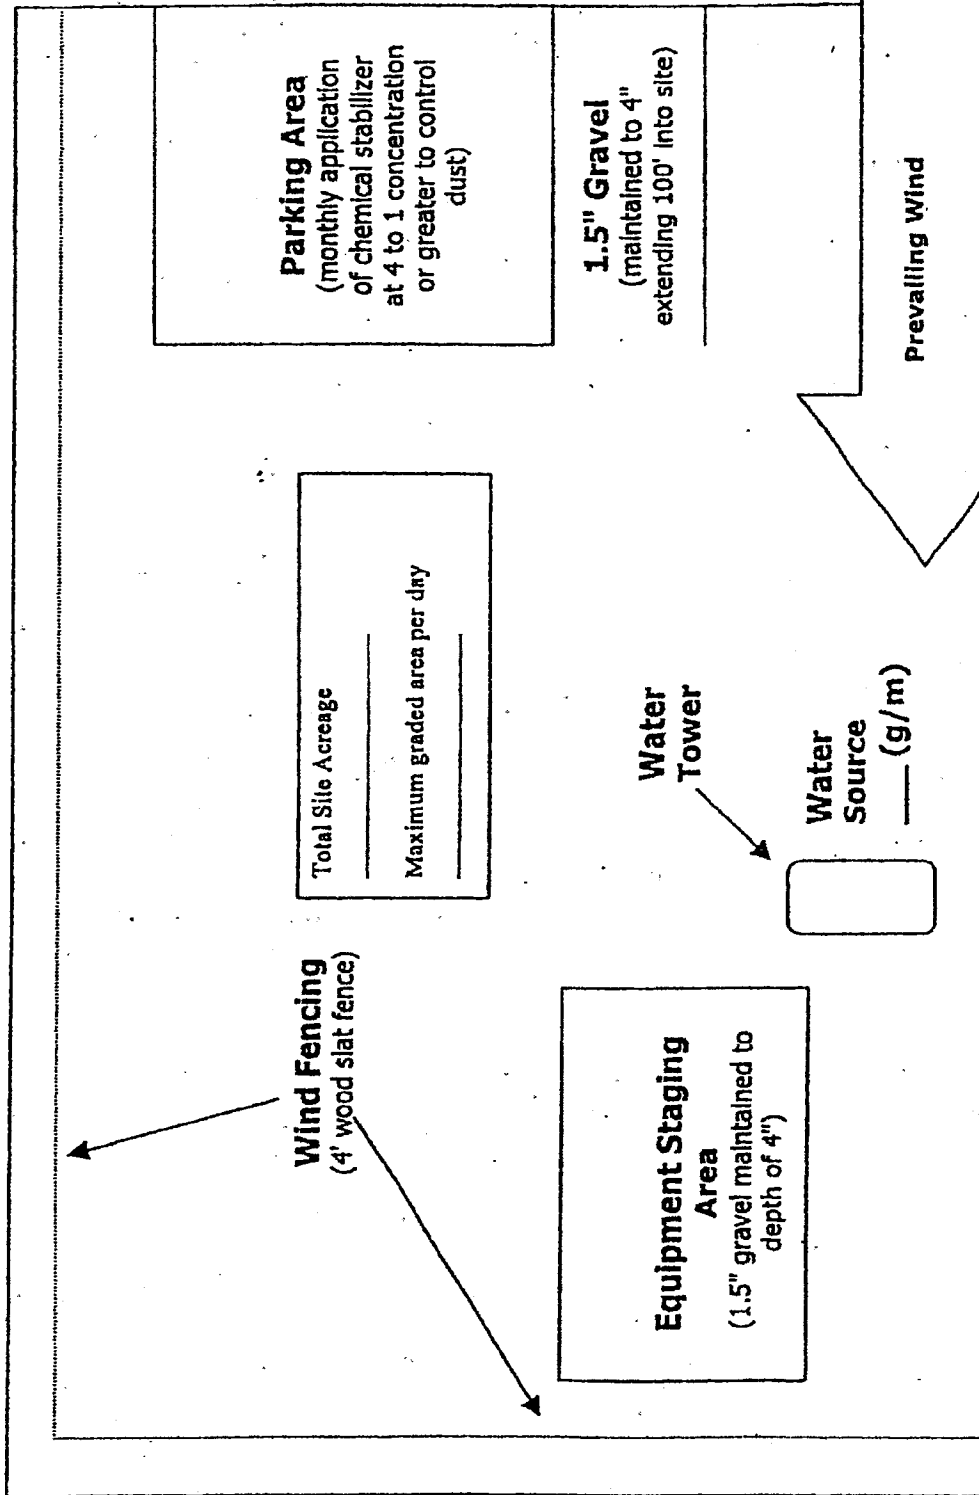 Wind Fencing
(4' wood slat fence)
Total Site Acreage
Maximum graded area per day
Parking Area
(monthly application
of chemical stabilizer
at 4 to 1 concentration
or greater to control
dust)
1.5" Gravel
(maintained to 4"
extending 100' into site)
Equipment Staging
Area
(1.5" gravel maintained to
depth of 4")
Water
Tower
Water
Source
___ (g/m)
Prevailing Wind